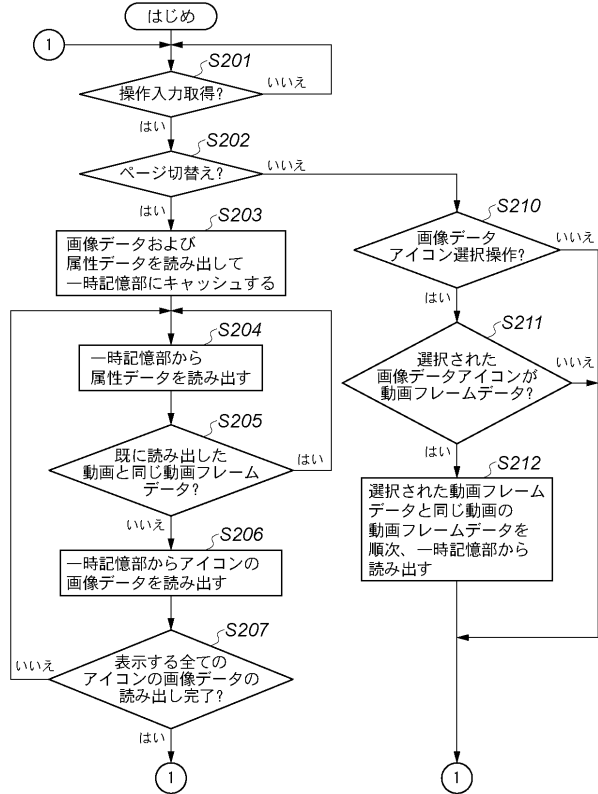 はじめ
1
S201
操作入力取得?
いいえ
はい
S202
ページ切替え?
いいえ
はい
S203
画像データおよび
属性データを読み出して
一時記憶部にキャッシュする
S204
一時記憶部から
属性データを読み出す
S205
既に読み出した
動画と同じ動画フレーム
データ?
はい
いいえ
S206
一時記憶部からアイコンの
画像データを読み出す
S207
表示する全ての
アイコンの画像データの
読み出し完了?
いいえ
はい
1
S210
画像データ
アイコン選択操作?
いいえ
はい
S211
選択された
画像データアイコンが
動画フレームデータ?
いいえ
はい
S212
選択された動画フレーム
データと同じ動画の
動画フレームデータを
順次、一時記憶部から
読み出す
1